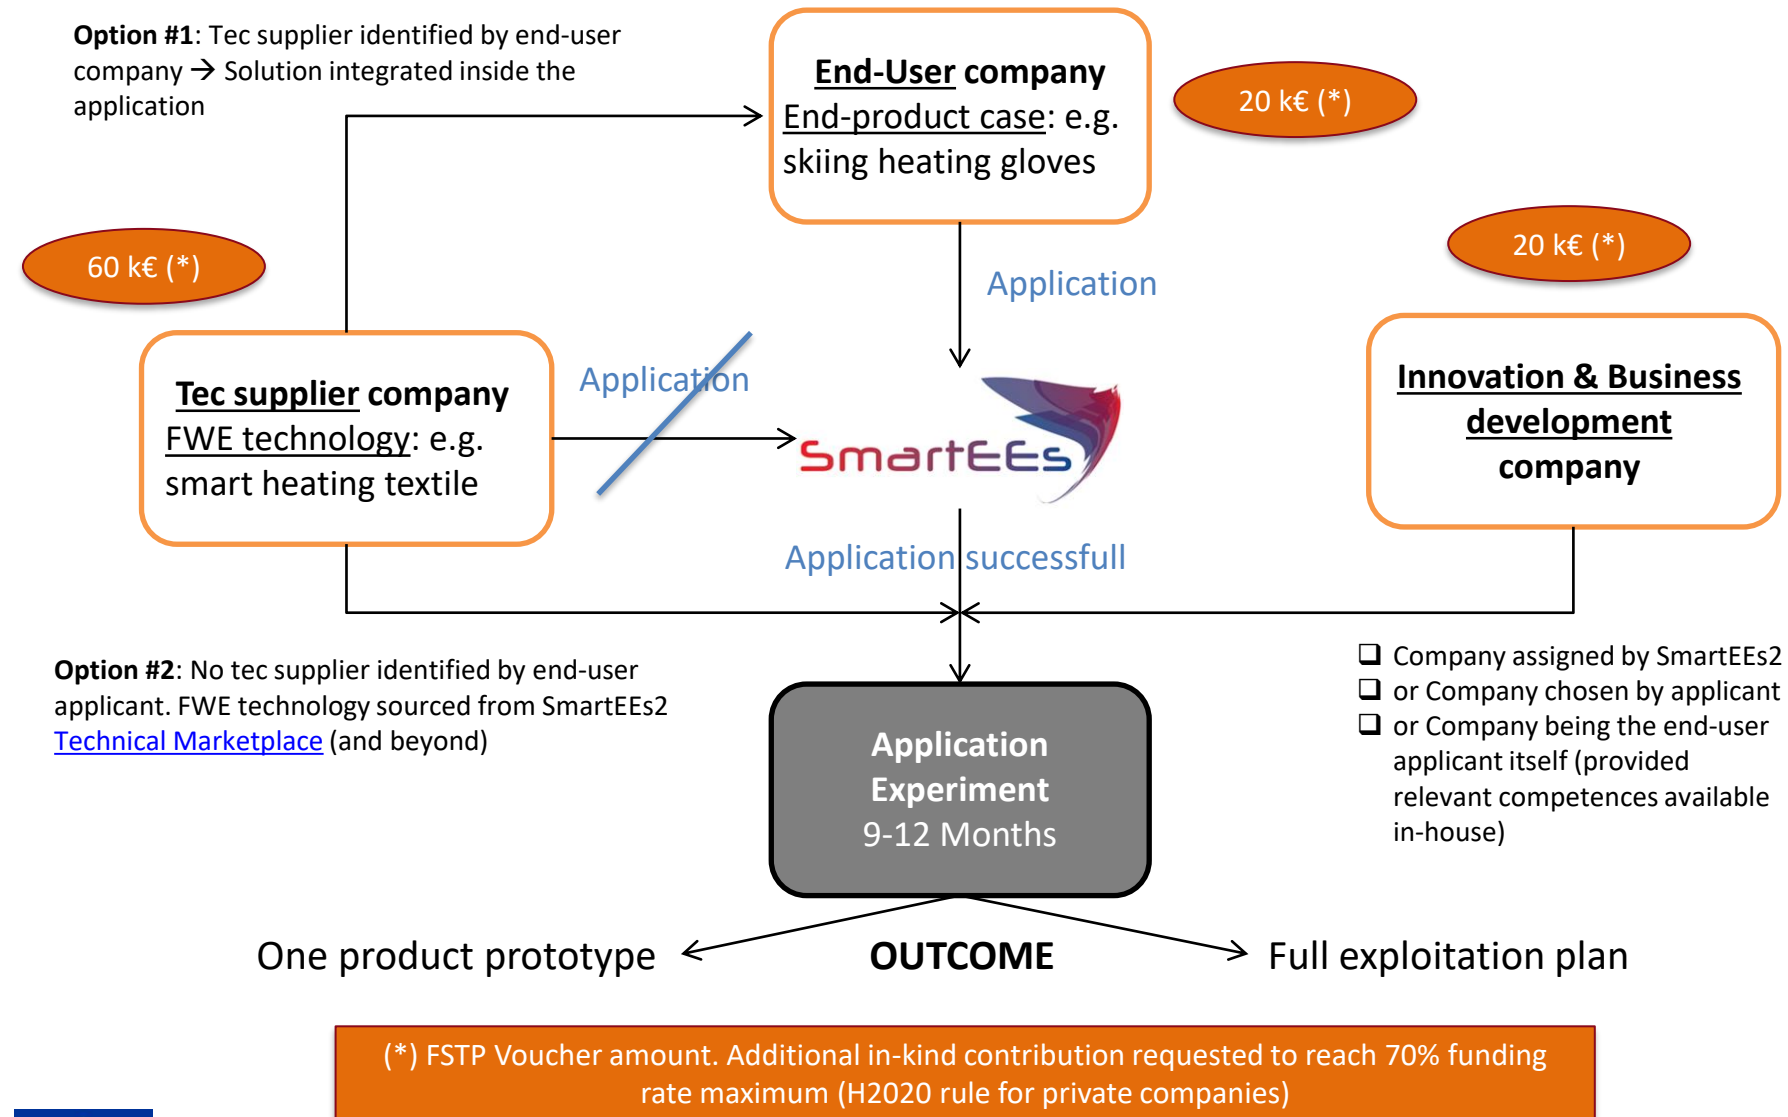 Option #1: Tec supplier identified by end-user
company → Solution integrated inside the
application
End-User company
End-product case: e.g.
skiing heating gloves
20 k€ (*)
60 k€ (*)
20 k€ (*)
Application
Tec supplier company
FWE technology: e.g.
smart heating textile
Application
SmartEEs
Innovation & Business
development
company
Application successfull
Option #2: No tec supplier identified by end-user
applicant. FWE technology sourced from SmartEEs2
Technical Marketplace (and beyond)
❑ Company assigned by SmartEEs2
❑ or Company chosen by applicant
❑ or Company being the end-user
applicant itself (provided
relevant competences available
in-house)
Application
Experiment
9-12 Months
One product prototype
OUTCOME
Full exploitation plan
(*) FSTP Voucher amount. Additional in-kind contribution requested to reach 70% funding
rate maximum (H2020 rule for private companies)